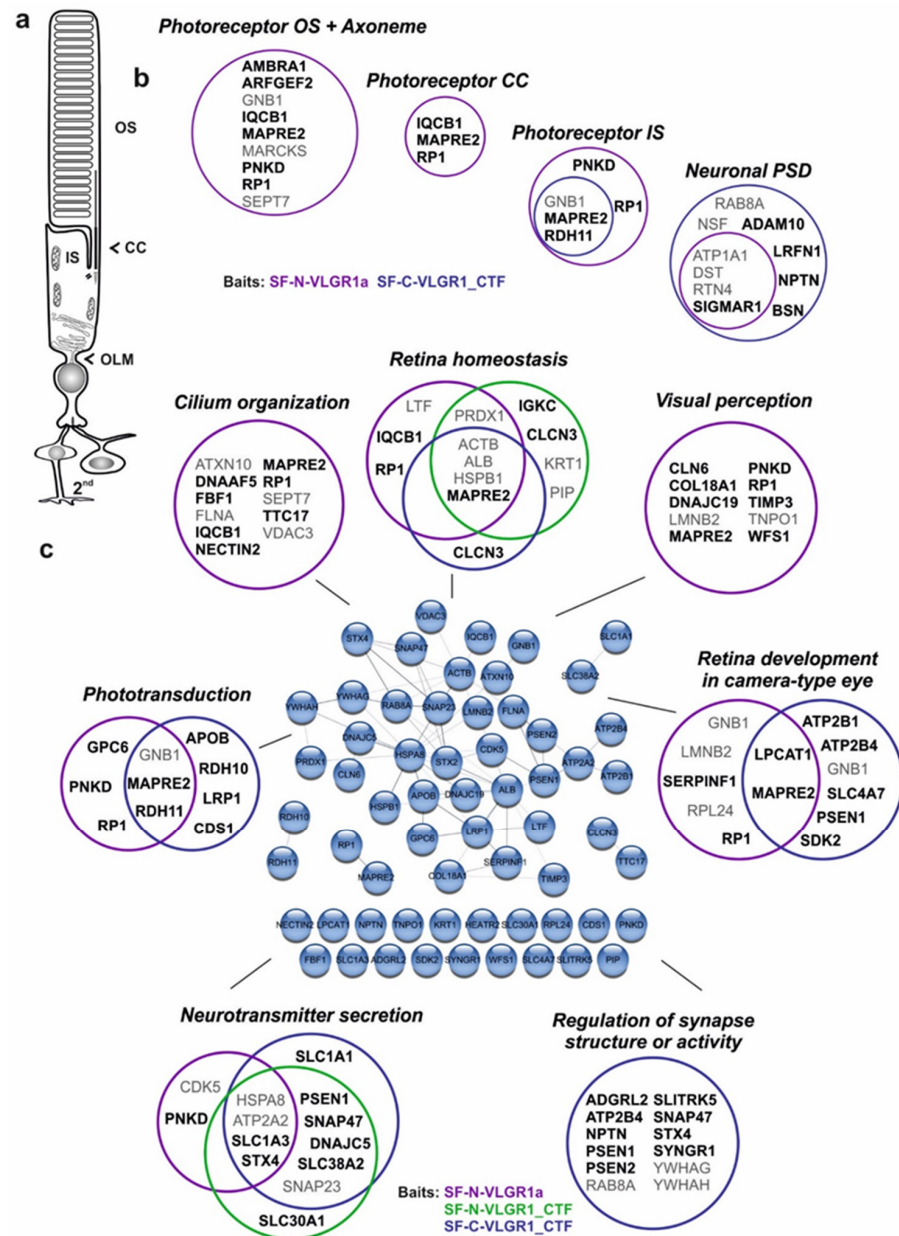 a
Photoreceptor OS + Axoneme
b
AMBRA1
ARFGEF2
GNB1
IQCB1
MAPRE2
MARCKS
PNKD
RP1
SEPT7
Photoreceptor CC
IQCB1
MAPRE2
RP1
Photoreceptor IS
PNKD
GNB1
MAPRE2
RDH11
RP1
Neuronal PSD
RAB8A
NSF
ADAM10
ATP1A1
DST
RTN4
SIGMAR1
LRFN1
NPTN
BSN
OS
IS
< CC
< OLM
2nd
Baits: SF-N-VLGR1a SF-C-VLGR1_CTF
Cilium organization
ATXN10 MAPRE2
DNAAF5 RP1
FBF1 SEPT7
FLNA TTC17
IQCB1 VDAC3
NECTIN2
Retina homeostasis
LTF
PRDX1
IGKC
IQCB1
CLCN3
RP1
ACTB
ALB
HSPB1
MAPRE2
KRT1
PIP
CLCN3
Visual perception
CLN6 PNKD
COL18A1 RP1
DNAJC19 TIMP3
LMNB2 TNPO1
MAPRE2 WFS1
c
Phototransduction
GPC6
PNKD
RP1
GNB1
MAPRE2
RDH11
APOB
RDH10
LRP1
CDS1
VDAC3
STX4
SNAP47
IQCB1
GNB1
SLC1A1
ACTB
ATXN10
SLC38A2
YWHAH
YWHAG
RAB8A
SNAP23
LMNB2
FLNA
DNAJC5
HSPA8
STX2
CDK5
PSEN2
ATP2B4
PRDX1
CLN6
PSEN1
ATP2A2
ATP2B1
HSPB1
APOB
DNAJC19
ALB
RDH10
GPC6
LRP1
LTF
CLCN3
RDH11
RP1
MAPRE2
COL18A1
SERPINF1
TIMP3
TTC17
NECTIN2 LPCAT1 NPTN TNPO1 KRT1 HEATR2 SLC30A1 RPL24 CDS1 PNKD
FBF1 SLC1A3 ADGRL2 SDK2 SYNGR1 WFS1 SLC4A7 SLITRK5 PIP
Retina development
in camera-type eye
GNB1
LMNB2
SERPINF1
RPL24
RP1
LPCAT1
MAPRE2
ATP2B1
ATP2B4
GNB1
SLC4A7
PSEN1
SDK2
Neurotransmitter secretion
SLC1A1
CDK5
PNKD
HSPA8
ATP2A2
SLC1A3
STX4
PSEN1
SNAP47
DNAJC5
SLC38A2
SNAP23
SLC30A1
Regulation of synapse
structure or activity
ADGRL2 SLITRK5
ATP2B4 SNAP47
NPTN STX4
PSEN1 SYNGR1
PSEN2 YWHAG
RAB8A YWHAH
Baits: SF-N-VLGR1a
SF-N-VLGR1_CTF
SF-C-VLGR1_CTF